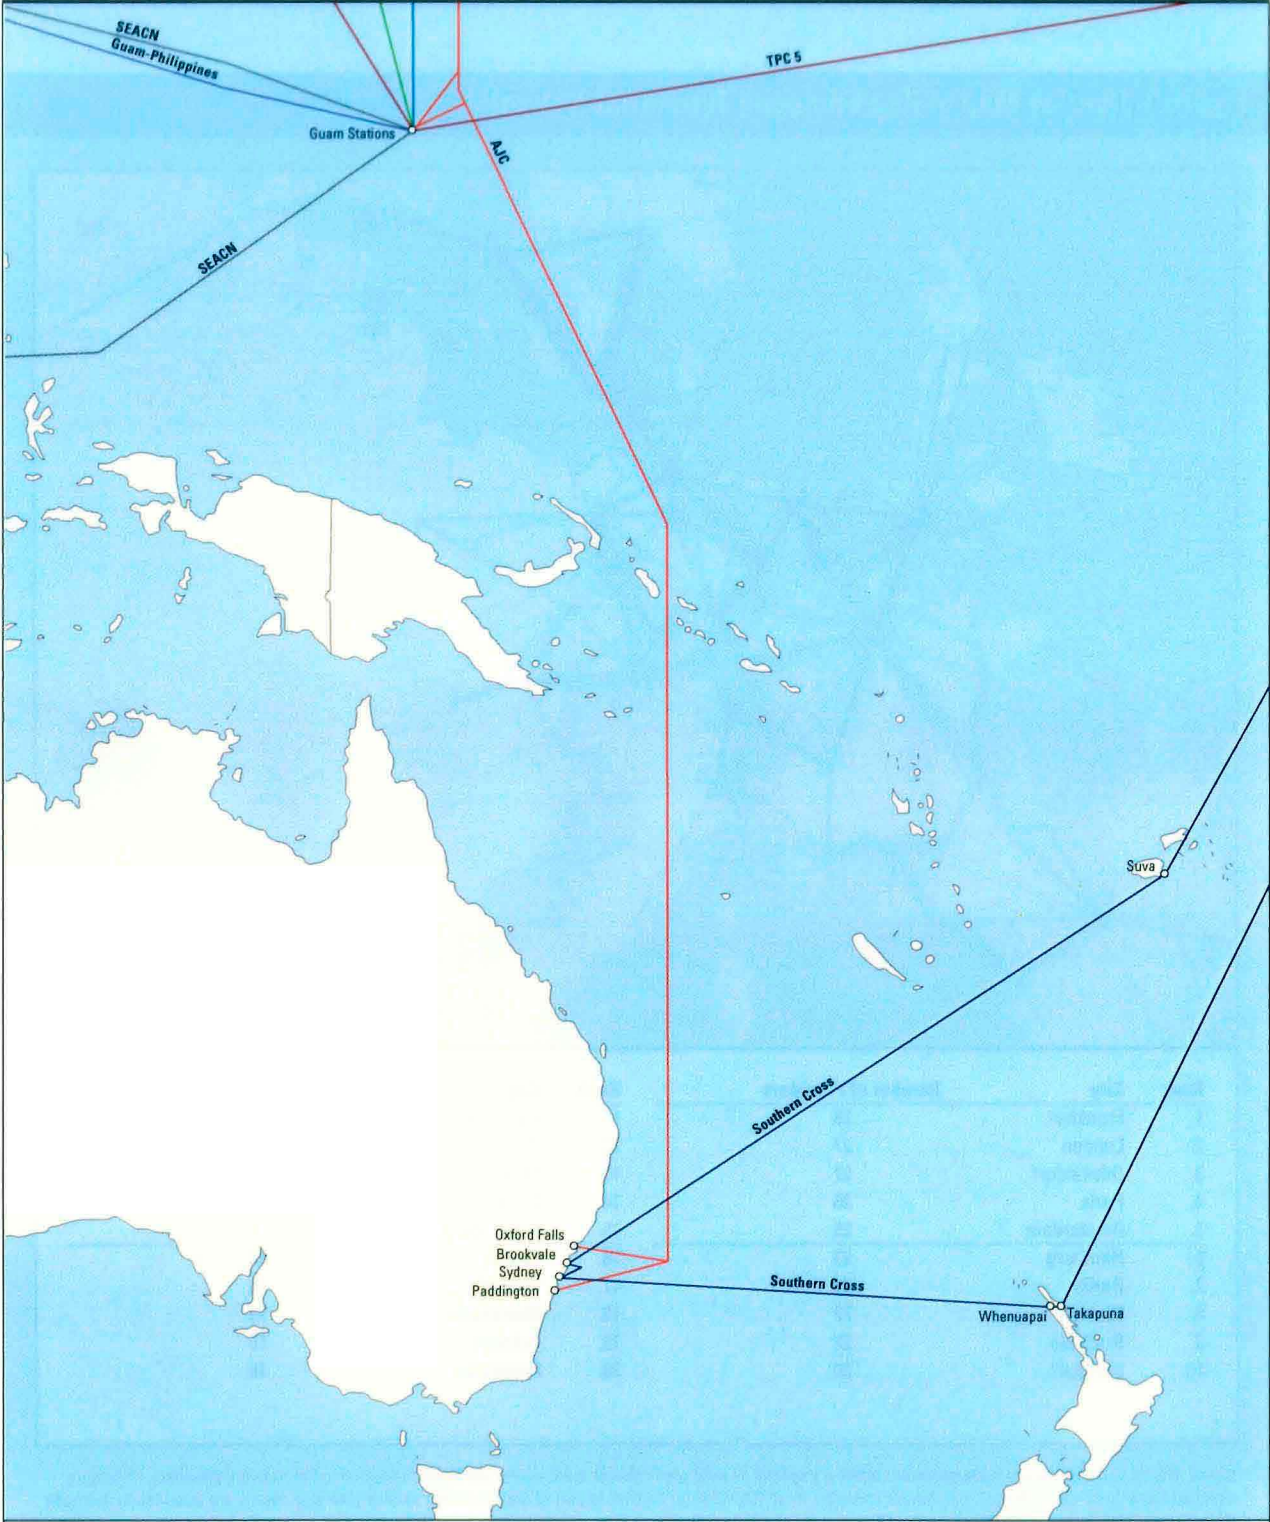 SEACN
Guam-Philippines
TPC 5
Guam Stations
AJC
SEACN
Suva
Southern Cross
Oxford Falls
Brookvale
Sydney
Paddington
Southern Cross
Whenuapai
Takapuna